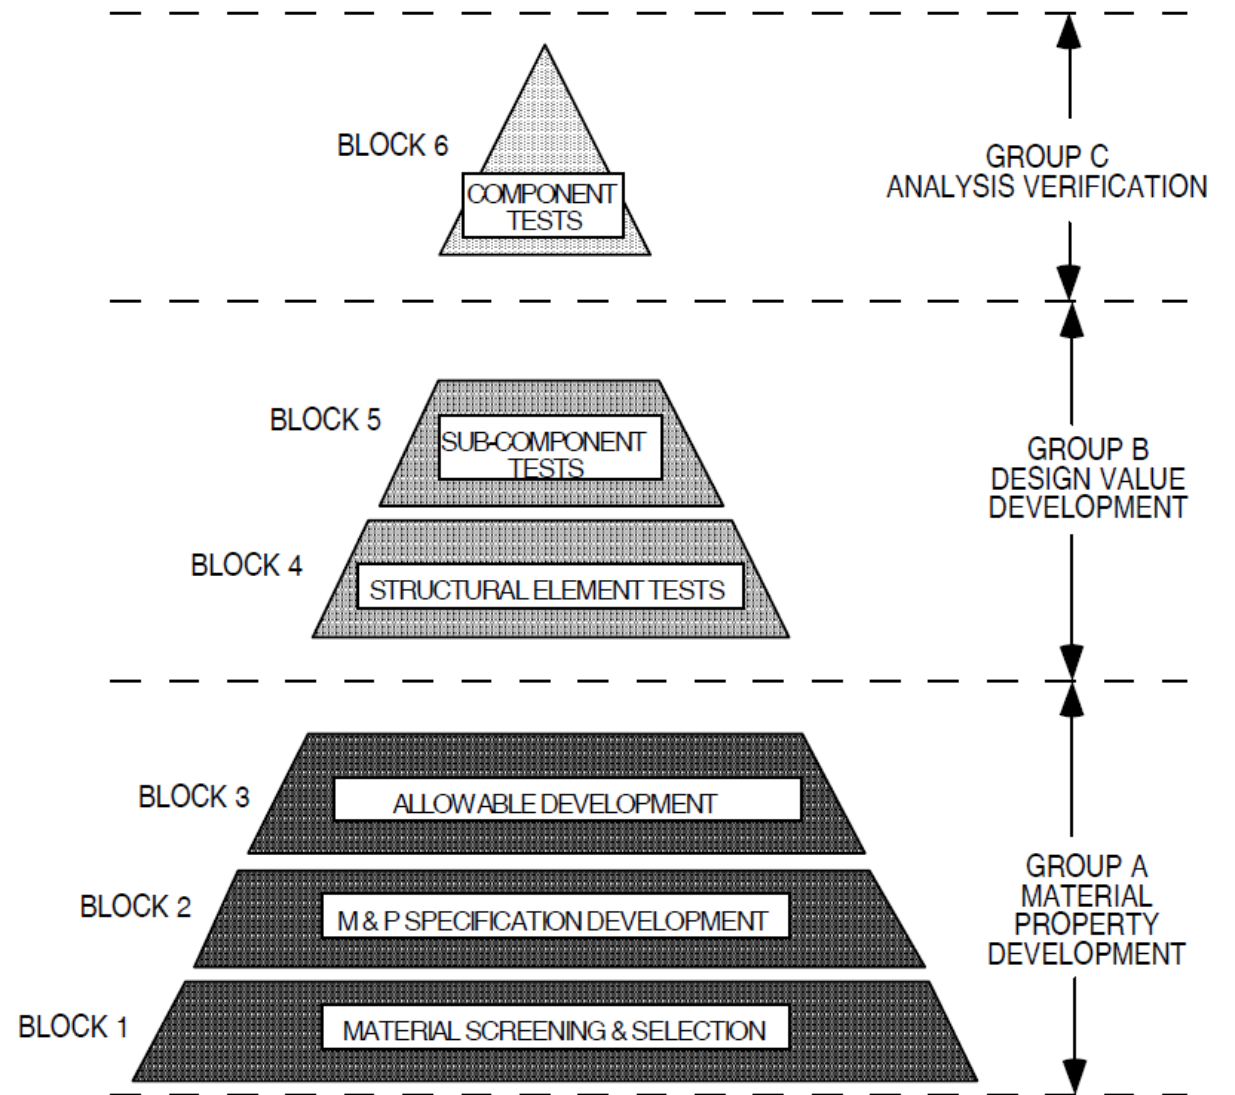 BLOCK 6
COMPONENT
TESTS
GROUP C
ANALYSIS VERIFICATION
BLOCK 5
SUB-COMPONENT
TESTS
GROUP B
DESIGN VALUE
DEVELOPMENT
BLOCK 4
STRUCTURAL ELEMENT TESTS
BLOCK 3
ALLOWABLE DEVELOPMENT
GROUP A
MATERIAL
PROPERTY
DEVELOPMENT
BLOCK 2
M & P SPECIFICATION DEVELOPMENT
BLOCK 1
MATERIAL SCREENING & SELECTION